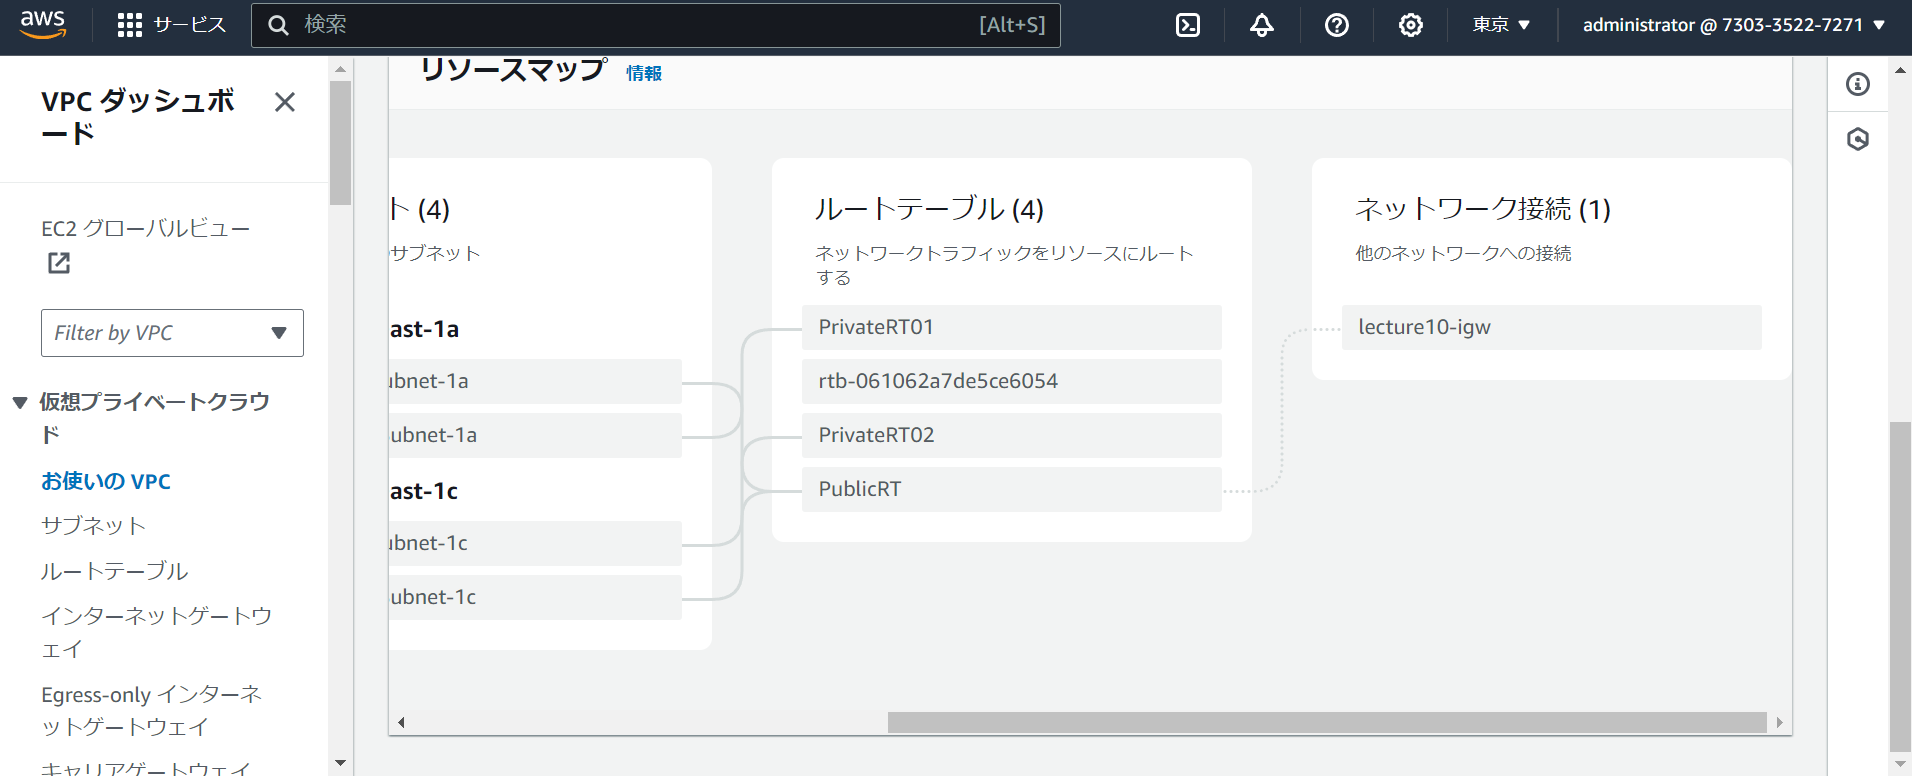 aws
サービス
検索
[Alt+S]
東京
administrator @ 7303-3522-7271
VPC ダッシュボ
ード
EC2 グローバルビュー
Filter by VPC
仮想プライベートクラウ
ド
お使いの VPC
サブネット
ルートテーブル
インターネットゲートウ
ェイ
Egress-only インターネ
ットゲートウェイ
キャリアゲートウェイ
リソースマップ 情報
ト (4)
サブネット
ast-1a
ubnet-1a
ubnet-1a
ast-1c
ubnet-1c
ubnet-1c
ルートテーブル (4)
ネットワークトラフィックをリソースにルート
する
PrivateRT01
rtb-061062a7de5ce6054
PrivateRT02
PublicRT
ネットワーク接続 (1)
他のネットワークへの接続
lecture10-igw